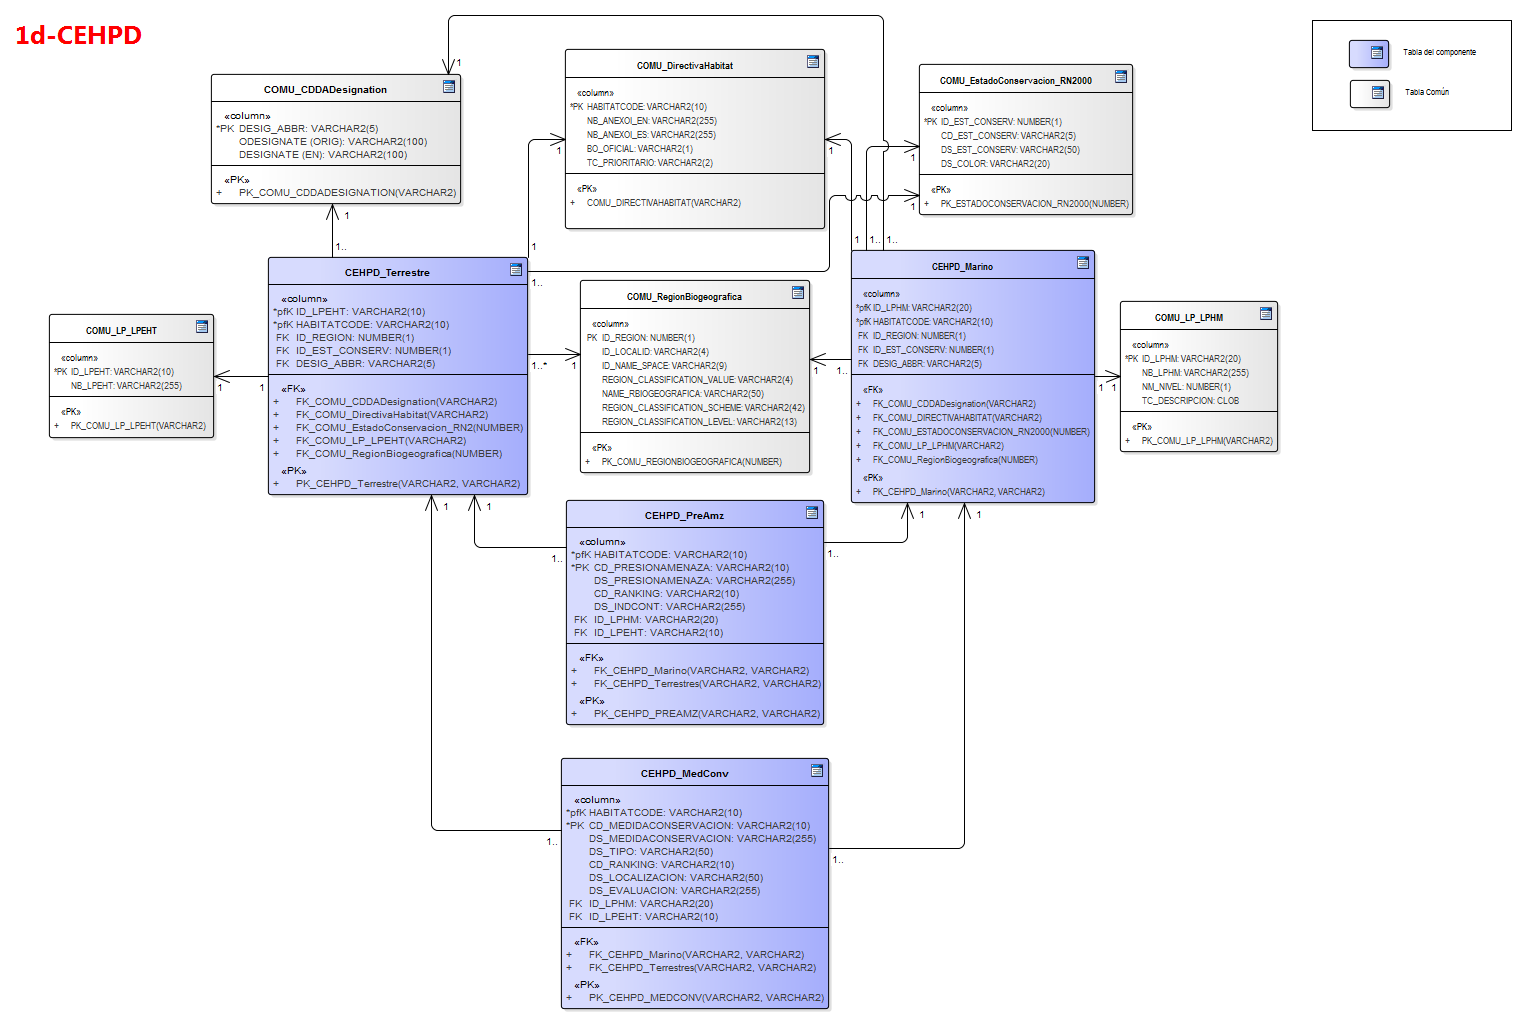 1d-CEHPD
Tabla del componente
Tabla Común
COMU_CDDADesignation
«column»
*PK DESIG_ABBR: VARCHAR2(5)
ODESIGNATE (ORIG): VARCHAR2(100)
DESIGNATE (EN): VARCHAR2(100)
«PK»
+ PK_COMU_CDDADESIGNATION(VARCHAR2)
COMU_DirectivaHabitat
«column»
*PK HABITATCODE: VARCHAR2(10)
NB_ANEXOI_EN: VARCHAR2(255)
NB_ANEXOI_ES: VARCHAR2(255)
BO_OFICIAL: VARCHAR2(1)
TC_PRIORITARIO: VARCHAR2(2)
«PK»
+ COMU_DIRECTIVAHABITAT(VARCHAR2)
COMU_EstadoConservacion_RN2000
«column»
*PK ID_EST_CONSERV: NUMBER(1)
CD_EST_CONSERV: VARCHAR2(5)
DS_EST_CONSERV: VARCHAR2(50)
DS_COLOR: VARCHAR2(20)
«PK»
+ PK_ESTADOCONSERVACION_RN2000(NUMBER)
1
1
1
1
1
1
1..
1
1..
1
1..
1..
CEHPD_Terrestre
«column»
*pfK ID_LPEHT: VARCHAR2(10)
*pfK HABITATCODE: VARCHAR2(10)
FK ID_REGION: NUMBER(1)
FK ID_EST_CONSERV: NUMBER(1)
FK DESIG_ABBR: VARCHAR2(5)
«FK»
+ FK_COMU_CDDADesignation(VARCHAR2)
+ FK_COMU_DirectivaHabitat(VARCHAR2)
+ FK_COMU_EstadoConservacion_RN2(NUMBER)
+ FK_COMU_LP_LPEHT(VARCHAR2)
+ FK_COMU_RegionBiogeografica(NUMBER)
«PK»
+ PK_CEHPD_Terrestre(VARCHAR2, VARCHAR2)
COMU_RegionBiogeografica
«column»
PK ID_REGION: NUMBER(1)
ID_LOCALID: VARCHAR2(4)
ID_NAME_SPACE: VARCHAR2(9)
REGION_CLASSIFICATION_VALUE: VARCHAR2(4)
NAME_RBIOGEOGRAFICA: VARCHAR2(50)
REGION_CLASSIFICATION_SCHEME: VARCHAR2(42)
REGION_CLASSIFICATION_LEVEL: VARCHAR2(13)
«PK»
+ PK_COMU_REGIONBIOGEOGRAFICA(NUMBER)
CEHPD_Marino
«column»
*pfK ID_LPHM: VARCHAR2(20)
*pfK HABITATCODE: VARCHAR2(10)
FK ID_REGION: NUMBER(1)
FK ID_EST_CONSERV: NUMBER(1)
FK DESIG_ABBR: VARCHAR2(5)
«FK»
+ FK_COMU_CDDADesignation(VARCHAR2)
+ FK_COMU_DIRECTIVAHABITAT(VARCHAR2)
+ FK_COMU_ESTADOCONSERVACION_RN2000(NUMBER)
+ FK_COMU_LP_LPHM(VARCHAR2)
+ FK_COMU_RegionBiogeografica(NUMBER)
«PK»
+ PK_CEHPD_Marino(VARCHAR2, VARCHAR2)
COMU_LP_LPEHT
«column»
*PK ID_LPEHT: VARCHAR2(10)
NB_LPEHT: VARCHAR2(255)
«PK»
+ PK_COMU_LP_LPEHT(VARCHAR2)
COMU_LP_LPHM
«column»
*PK ID_LPHM: VARCHAR2(20)
NB_LPHM: VARCHAR2(255)
NM_NIVEL: NUMBER(1)
TC_DESCRIPCION: CLOB
«PK»
+ PK_COMU_LP_LPHM(VARCHAR2)
1
1
1..*
1
1
1..
1
1
1
1
1
1
1..
1..
CEHPD_PreAmz
«column»
*pfK HABITATCODE: VARCHAR2(10)
*PK CD_PRESIONAMENAZA: VARCHAR2(10)
DS_PRESIONAMENAZA: VARCHAR2(255)
CD_RANKING: VARCHAR2(10)
DS_INDCONT: VARCHAR2(255)
FK ID_LPHM: VARCHAR2(20)
FK ID_LPEHT: VARCHAR2(10)
«FK»
+ FK_CEHPD_Marino(VARCHAR2, VARCHAR2)
+ FK_CEHPD_Terrestres(VARCHAR2, VARCHAR2)
«PK»
+ PK_CEHPD_PREAMZ(VARCHAR2, VARCHAR2)
CEHPD_MedConv
«column»
*pfK HABITATCODE: VARCHAR2(10)
*PK CD_MEDIDACONSERVACION: VARCHAR2(10)
DS_MEDIDACONSERVACION: VARCHAR2(255)
DS_TIPO: VARCHAR2(50)
CD_RANKING: VARCHAR2(10)
DS_LOCALIZACION: VARCHAR2(50)
DS_EVALUACION: VARCHAR2(255)
FK ID_LPHM: VARCHAR2(20)
FK ID_LPEHT: VARCHAR2(10)
«FK»
+ FK_CEHPD_Marino(VARCHAR2, VARCHAR2)
+ FK_CEHPD_Terrestres(VARCHAR2, VARCHAR2)
«PK»
+ PK_CEHPD_MEDCONV(VARCHAR2, VARCHAR2)
1..
1..